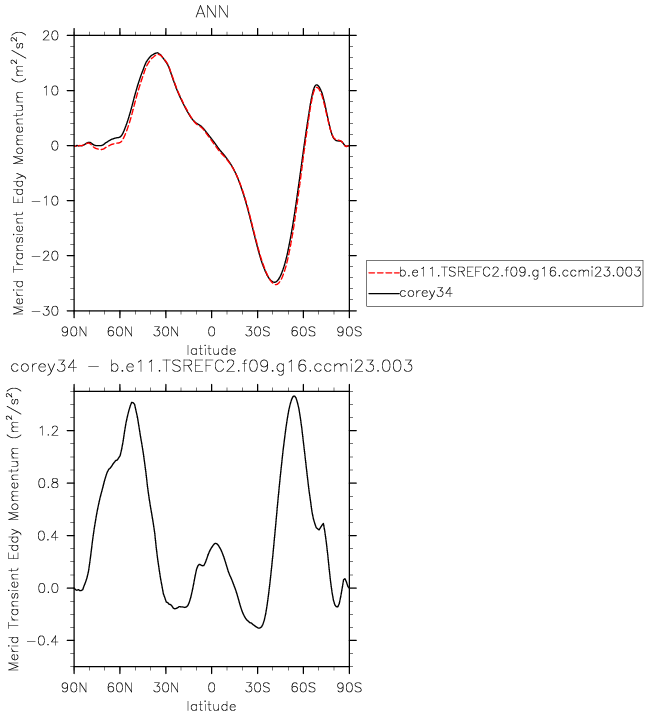 ANN
Merid Transient Eddy Momentum (m²/s²)
20
10
0
−10
−20
−30
90N 60N 30N 0 30S 60S 90S
latitude
b.e11.TSREFC2.f09.g16.ccmi23.003
corey34
corey34 − b.e11.TSREFC2.f09.g16.ccmi23.003
Merid Transient Eddy Momentum (m²/s²)
1.2
0.8
0.4
0.0
−0.4
90N 60N 30N 0 30S 60S 90S
latitude